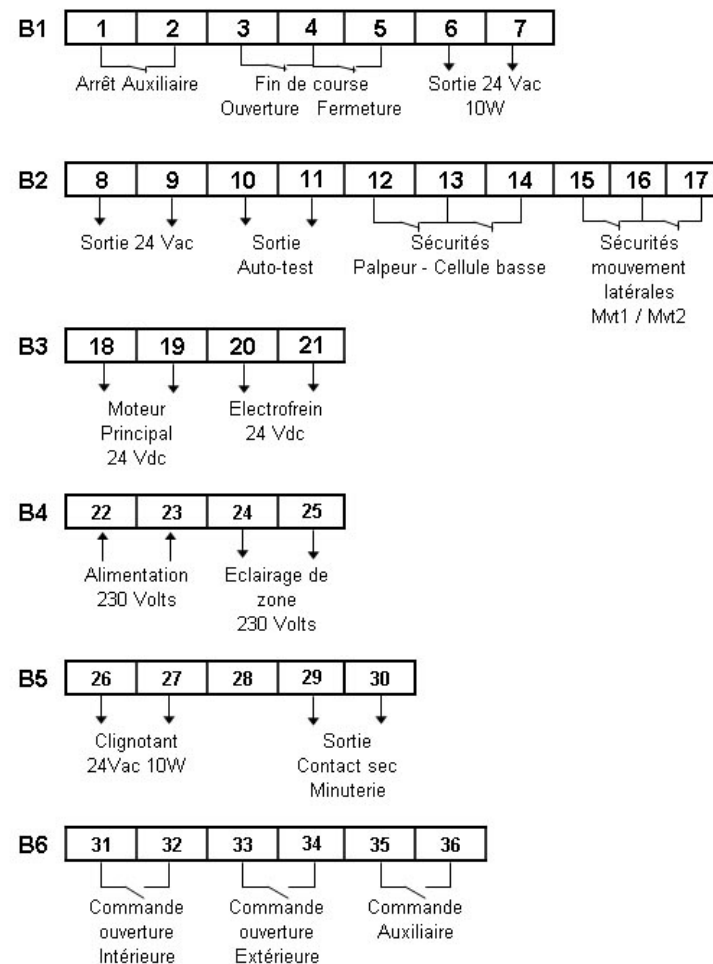 B1 1 2 3 4 5 6 7
Arrêt Auxiliaire Fin de course Sortie 24 Vac
Ouverture Fermeture 10W
B2 8 9 10 11 12 13 14 15 16 17
Sortie 24 Vac Sortie Sécurités Sécurités
Auto-test Palpeur - Cellule basse mouvement
latérales
Mvt1 / Mvt2
B3 18 19 20 21
Moteur Electrofrein
Principal 24 Vdc
24 Vdc
B4 22 23 24 25
Alimentation Eclairage de
230 Volts zone
230 Volts
B5 26 27 28 29 30
Clignotant Sortie
24Vac 10W Contact sec
Minuterie
B6 31 32 33 34 35 36
Commande Commande Commande
ouverture ouverture Auxiliaire
Intérieure Extérieure